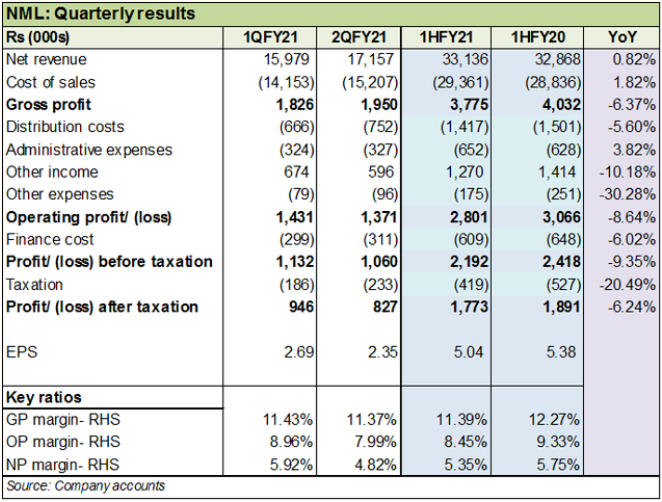 NML: Quarterly results
Rs (000s) 1QFY21 2QFY21 1HFY21 1HFY20 YoY
Net revenue 15,979 17,157 33,136 32,868 0.82%
Cost of sales (14,153) (15,207) (29,361) (28,836) 1.82%
Gross profit 1,826 1,950 3,775 4,032 -6.37%
Distribution costs (666) (752) (1,417) (1,501) -5.60%
Administrative expenses (324) (327) (652) (628) 3.82%
Other income 674 596 1,270 1,414 -10.18%
Other expenses (79) (96) (175) (251) -30.28%
Operating profit/ (loss) 1,431 1,371 2,801 3,066 -8.64%
Finance cost (299) (311) (609) (648) -6.02%
Profit/ (loss) before taxation 1,132 1,060 2,192 2,418 -9.35%
Taxation (186) (233) (419) (527) -20.49%
Profit/ (loss) after taxation 946 827 1,773 1,891 -6.24%
EPS 2.69 2.35 5.04 5.38
Key ratios
GP margin- RHS 11.43% 11.37% 11.39% 12.27%
OP margin- RHS 8.96% 7.99% 8.45% 9.33%
NP margin- RHS 5.92% 4.82% 5.35% 5.75%
Source: Company accounts